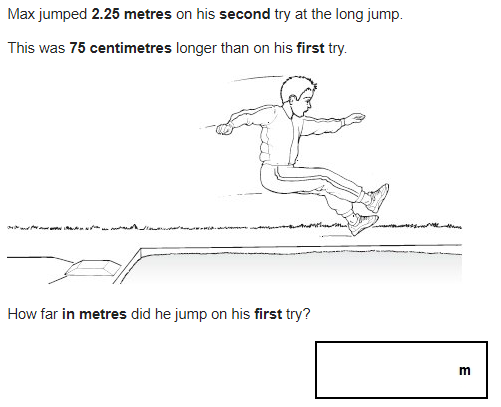 Max jumped 2.25 metres on his second try at the long jump.
This was 75 centimetres longer than on his first try.
How far in metres did he jump on his first try?
m